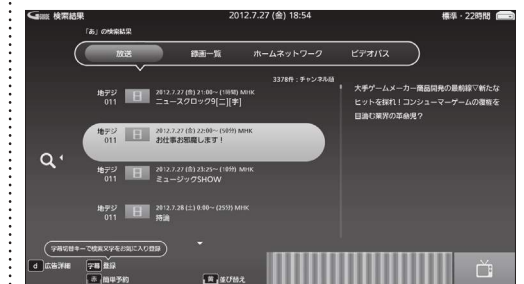 GUIDE 検索結果
2012.7.27 (金) 18:54
標準・22時間
「あ」の検索結果
放送 録画一覧 ホームネットワーク ビデオパス
3378件:チャンネル順
地デジ 011 2012.7.27 (金) 21:00~ (1時間) MHK
ニュースクロック9[二][字]
地デジ 011 2012.7.27 (金) 22:00~ (50分) MHK
お仕事お邪魔します!
地デジ 011 2012.7.27 (金) 23:25~ (10分) MHK
ミュージックSHOW
地デジ 011 2012.7.28 (土) 0:00~ (25分) MHK
持論
大手ゲームメーカー商品開発の最前線▽新たな
ヒットを採れ!コンシューマーゲームの復権を
目論む業界の革命児?
字幕切替キーで検索文字をお気に入り登録
d 広告詳細 字幕 登録
赤 簡単予約 黄 並び替え